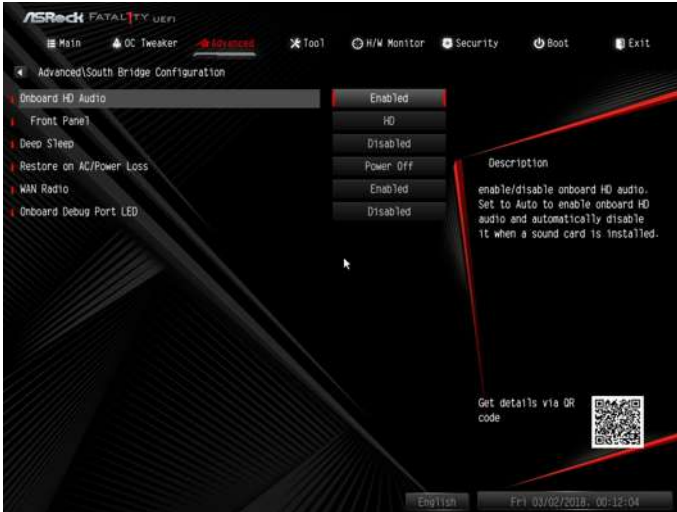 ASRock FATAL1TY UEFI
Main OC Tweaker Advanced Tool H/W Monitor Security Boot Exit
Advanced\South Bridge Configuration
Onboard HD Audio Enabled
Front Panel HD
Deep Sleep Disabled
Restore on AC/Power Loss Power Off
WAN Radio Enabled
Onboard Debug Port LED Disabled
Description
enable/disable onboard HD audio.
Set to Auto to enable onboard HD
audio and automatically disable
it when a sound card is installed.
Get details via QR
code
English Fri 03/02/2018, 00:12:04